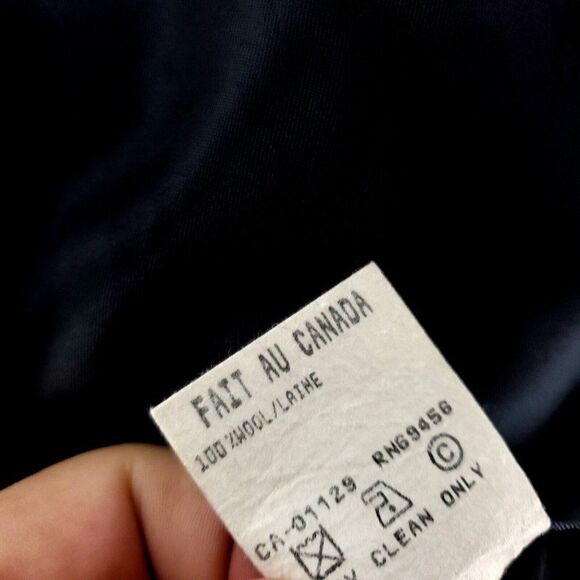 FAIT AU CANADA
100%WOOL/LAINE
CA-01129 RN69456
CLEAN ONLY